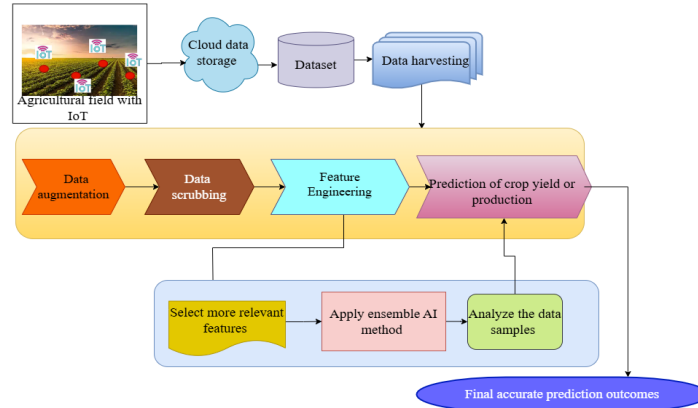 IoT
IoT
IoT
IoT
Agricultural field with
IoT
Cloud data
storage
Dataset
Data harvesting
Data
augmentation
Data
scrubbing
Feature
Engineering
Prediction of crop yield or
production
Select more relevant
features
Apply ensemble AI
method
Analyze the data
samples
Final accurate prediction outcomes